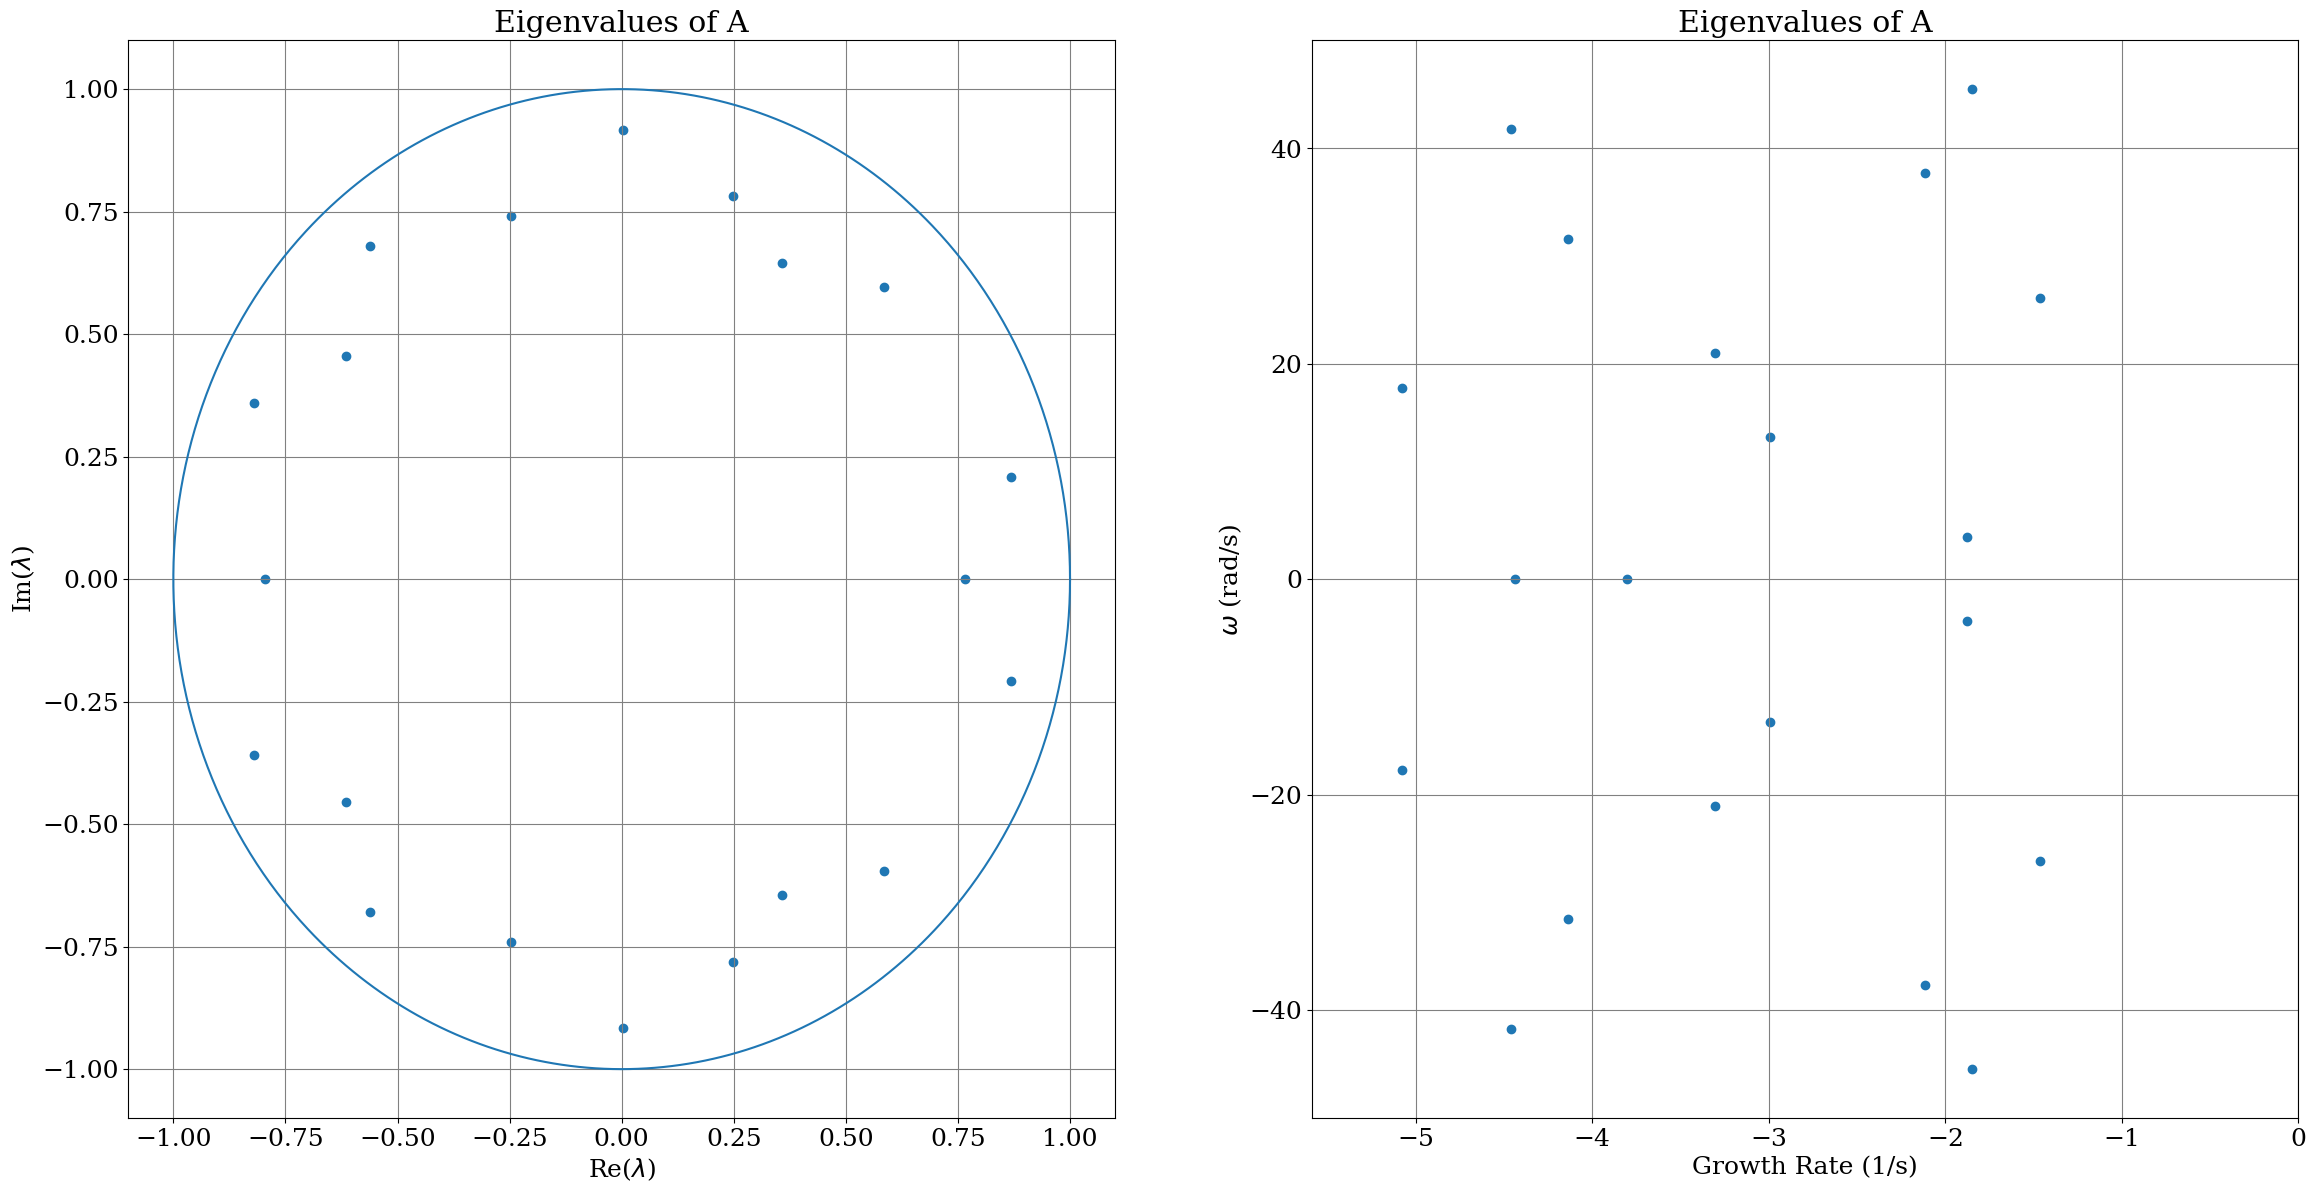 Eigenvalues of A
1.00
0.75
0.50
0.25
0.00
−0.25
−0.50
−0.75
−1.00
Im(λ)
−1.00 −0.75 −0.50 −0.25 0.00 0.25 0.50 0.75 1.00
Re(λ)
Eigenvalues of A
40
20
0
−20
−40
ω (rad/s)
−5 −4 −3 −2 −1 0
Growth Rate (1/s)